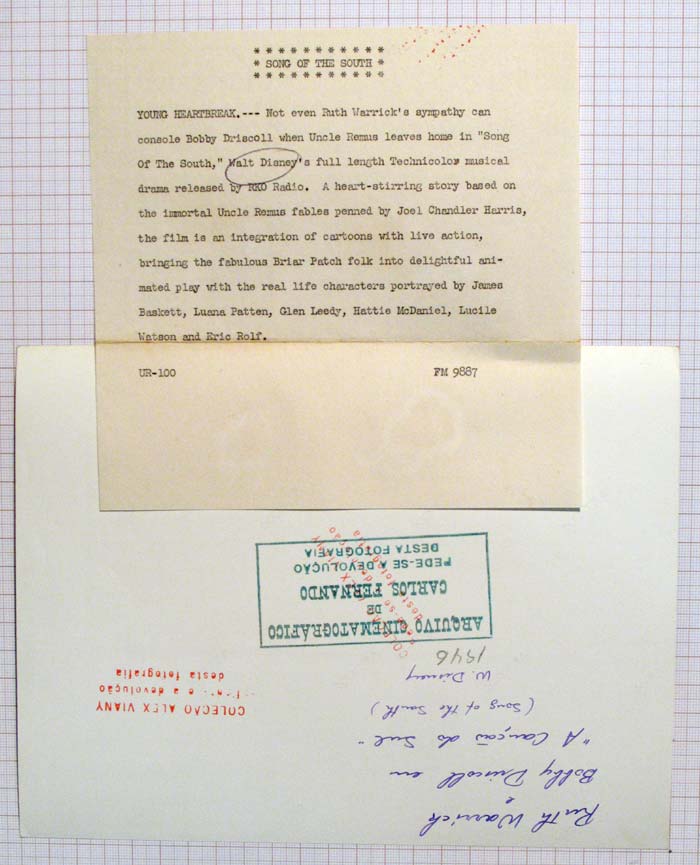 * * * * * * * * * * *
* SONG OF THE SOUTH *
* * * * * * * * * * *
YOUNG HEARTBREAK.--- Not even Ruth Warrick's sympathy can
console Bobby Driscoll when Uncle Remus leaves home in "Song
Of The South," Walt Disney's full length Technicolor musical
drama released by RKO Radio. A heart-stirring story based on
the immortal Uncle Remus fables penned by Joel Chandler Harris,
the film is an integration of cartoons with live action,
bringing the fabulous Briar Patch folk into delightful ani-
mated play with the real life characters portrayed by James
Baskett, Luana Patten, Glen Leedy, Hattie McDaniel, Lucile
Watson and Eric Rolf.
UR-100 FM 9887
Ruth Warrick
e
Bobby Driscoll em
"A Canção do Sul"
(Song of the South)
W. Disney
1946
COLEÇÃO ALEX VIANY
a devolução
desta fotografia
ARQUIVO CINEMATOGRÁFICO
DE
CARLOS FERNANDO
PEDE-SE A DEVOLUÇÃO
DESTA FOTOGRAFIA